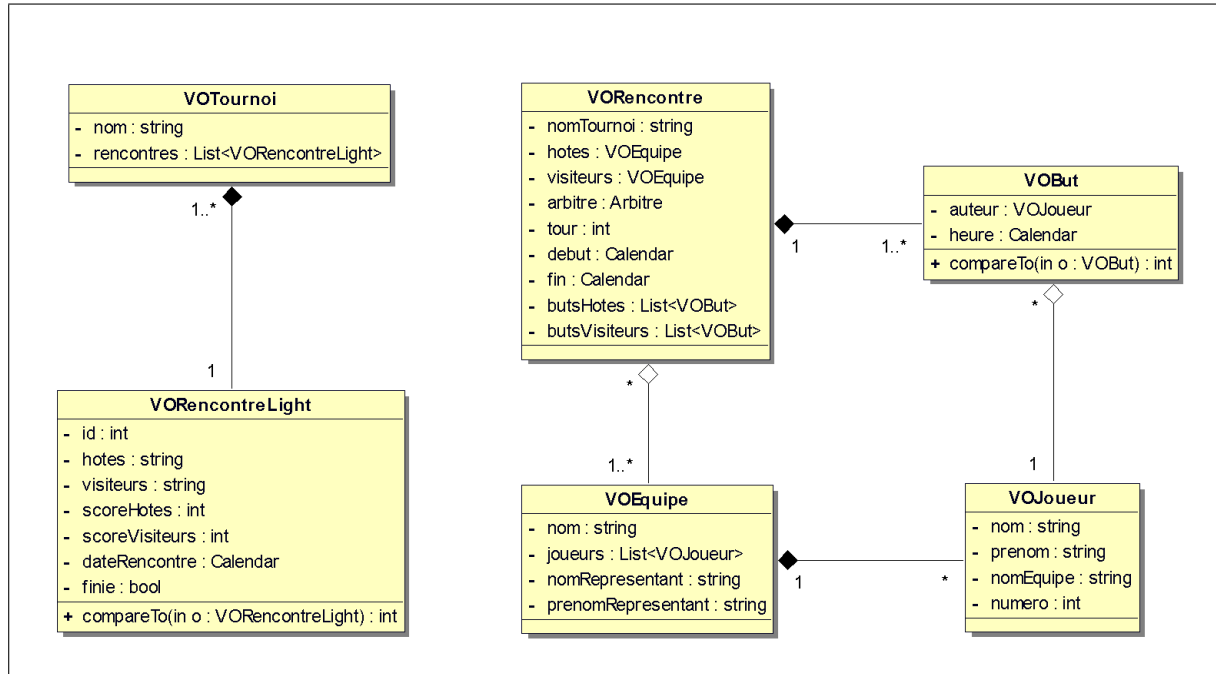 VOTournoi
- nom : string
- rencontres : List<VORencontreLight>
1..*
1
VORencontreLight
- id : int
- hotes : string
- visiteurs : string
- scoreHotes : int
- scoreVisiteurs : int
- dateRencontre : Calendar
- finie : bool
+ compareTo(in o : VORencontreLight) : int
VORencontre
- nomTournoi : string
- hotes : VOEquipe
- visiteurs : VOEquipe
- arbitre : Arbitre
- tour : int
- debut : Calendar
- fin : Calendar
- butsHotes : List<VOBut>
- butsVisiteurs : List<VOBut>
1
1..*
*
1..*
VOBut
- auteur : VOJoueur
- heure : Calendar
+ compareTo(in o : VOBut) : int
*
1
VOEquipe
- nom : string
- joueurs : List<VOJoueur>
- nomRepresentant : string
- prenomRepresentant : string
1
*
VOJoueur
- nom : string
- prenom : string
- nomEquipe : string
- numero : int